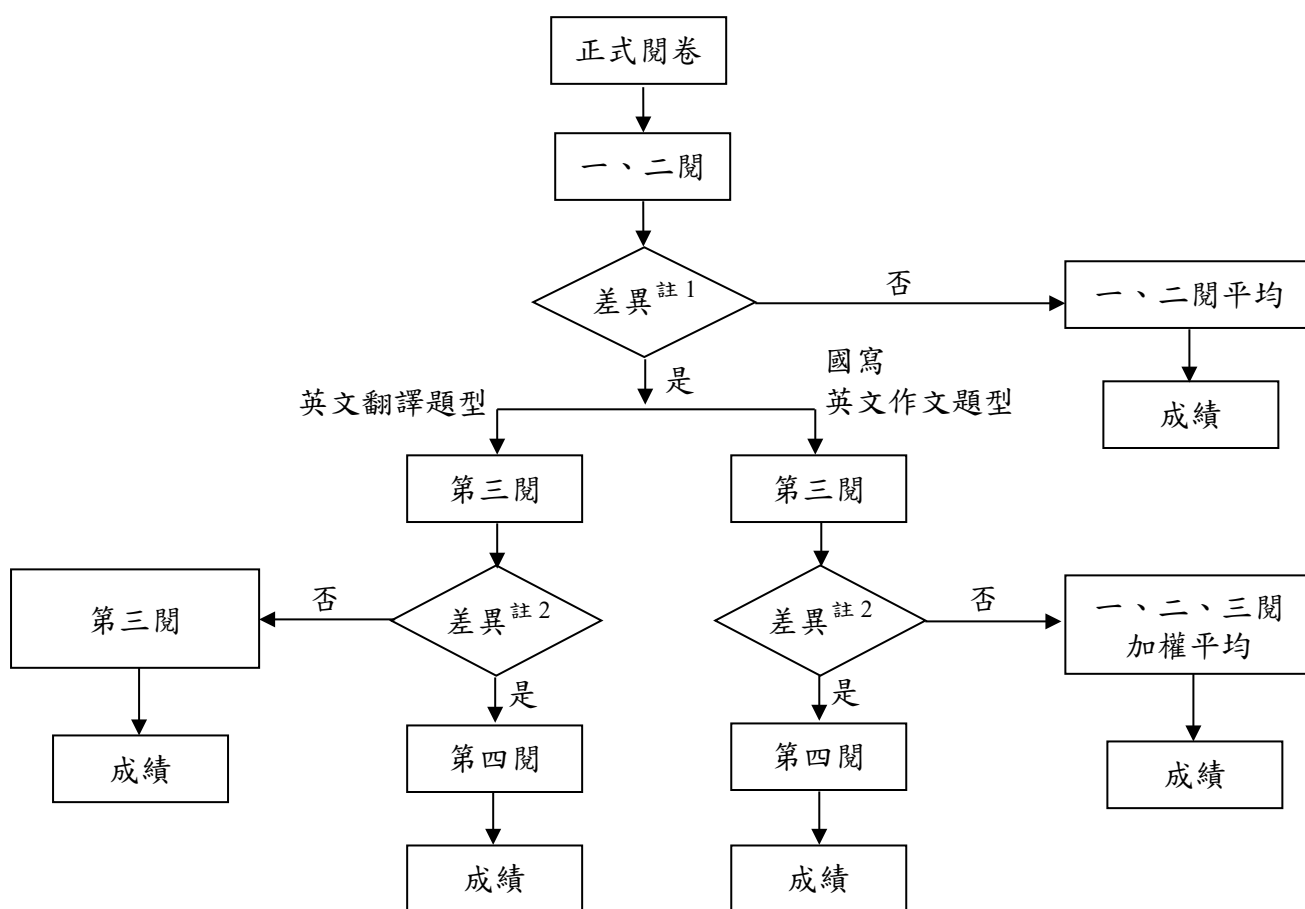 正式閱卷
一、二閱
差異註1
否
一、二閱平均
成績
是
英文翻譯題型
國寫
英文作文題型
第三閱
第三閱
差異註2
否
第三閱
成績
差異註2
否
一、二、三閱
加權平均
成績
是
第四閱
成績
是
第四閱
成績